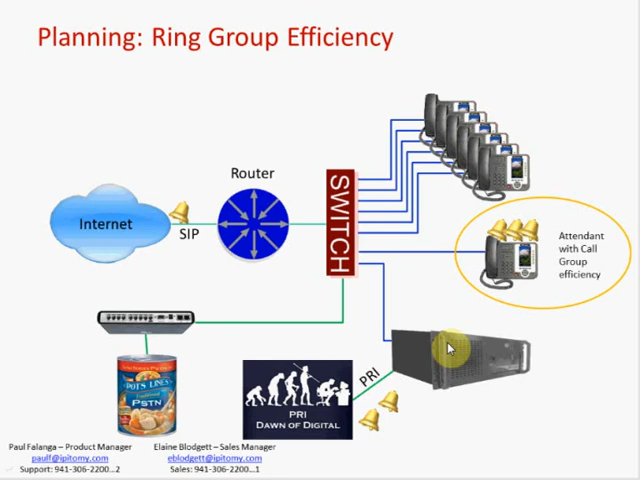 Planning: Ring Group Efficiency
Router
Internet
SIP
SWITCH
Attendant
with Call
Group
efficiency
POT'S LINES
PSTN
PRI
DAWN OF DIGITAL
PRI
Paul Falanga – Product Manager
paulf@ipitomy.com
Support: 941-306-2200...2
Elaine Blodgett – Sales Manager
eblodgett@ipitomy.com
Sales: 941-306-2200...1